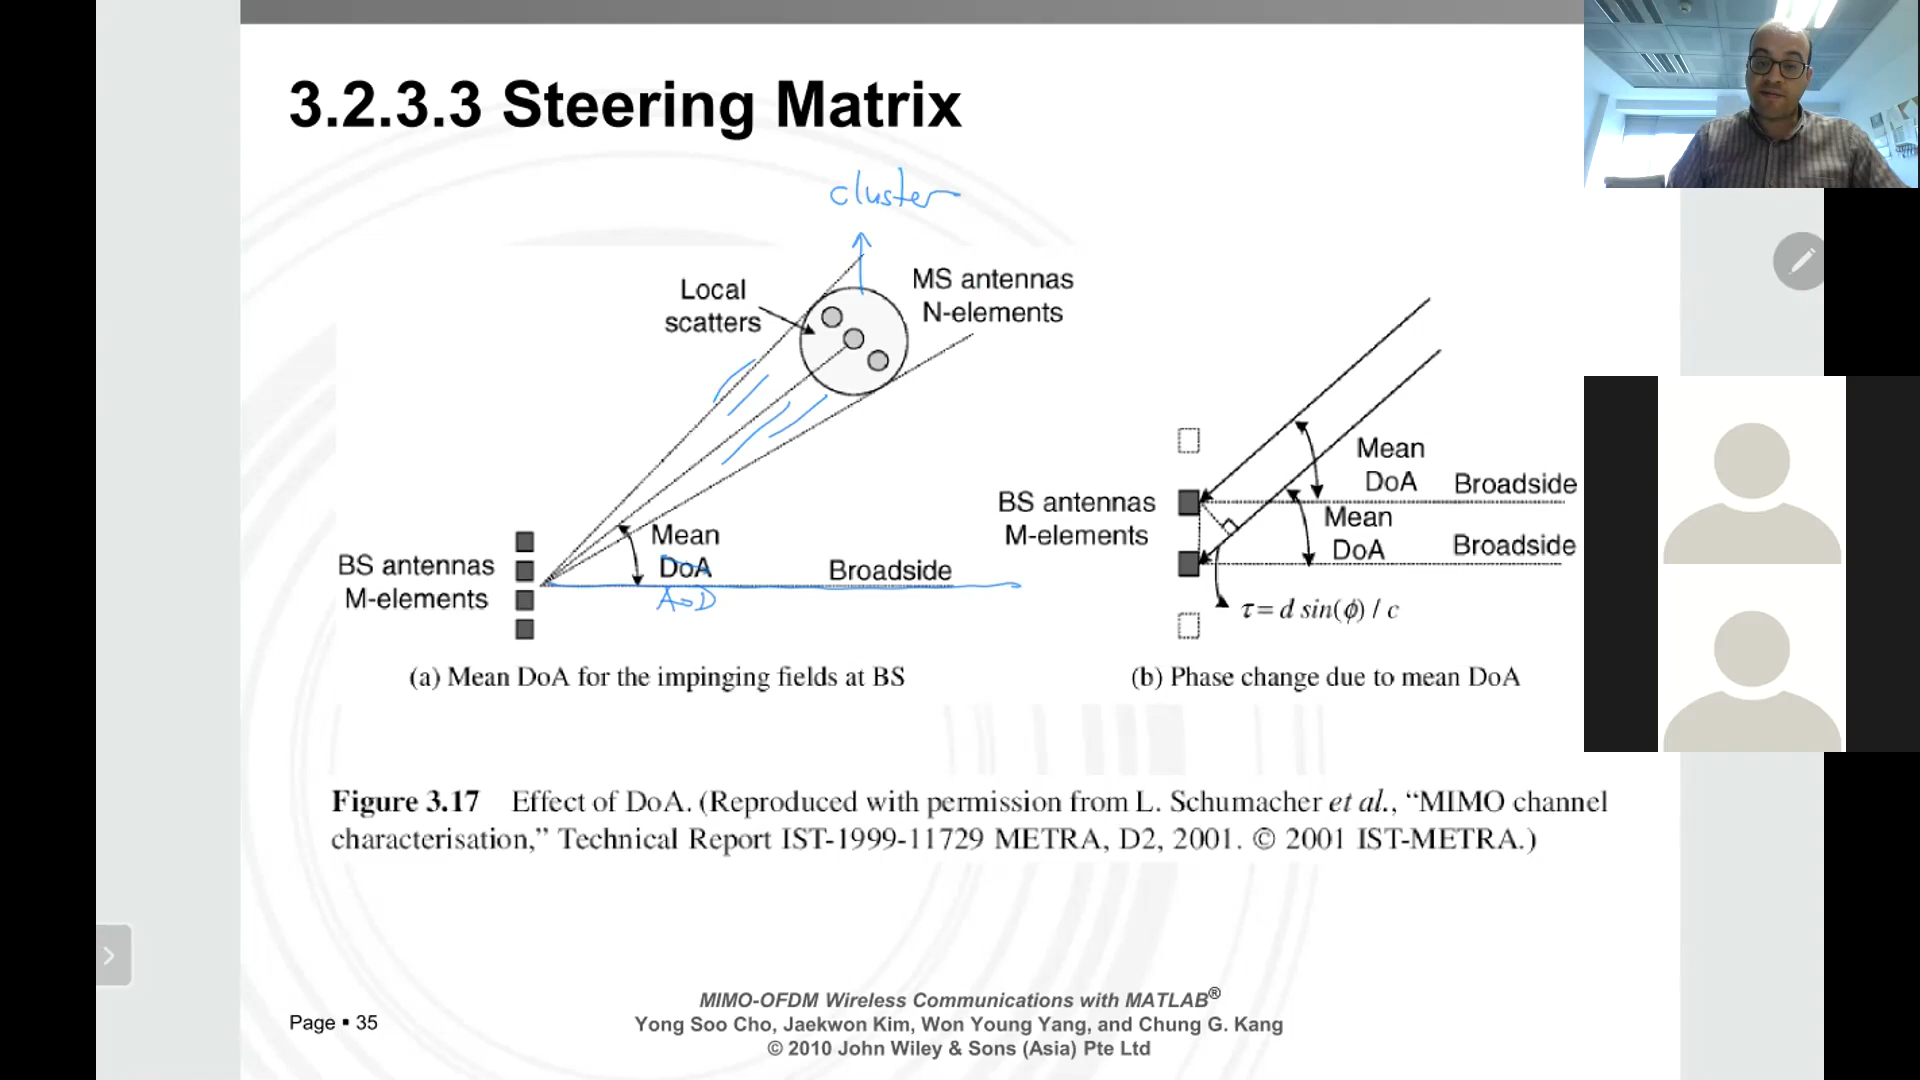 3.2.3.3 Steering Matrix
cluster
Local
scatters
MS antennas
N-elements
BS antennas
M-elements
Mean
DoA
AoD
Broadside
(a) Mean DoA for the impinging fields at BS
BS antennas
M-elements
Mean
DoA
Broadside
Mean
DoA
Broadside
τ= d sin(ϕ) / c
(b) Phase change due to mean DoA
Figure 3.17 Effect of DoA. (Reproduced with permission from L. Schumacher et al., “MIMO channel
characterisation,” Technical Report IST-1999-11729 METRA, D2, 2001. © 2001 IST-METRA.)
Page ▪ 35
MIMO-OFDM Wireless Communications with MATLAB®
Yong Soo Cho, Jaekwon Kim, Won Young Yang, and Chung G. Kang
© 2010 John Wiley & Sons (Asia) Pte Ltd